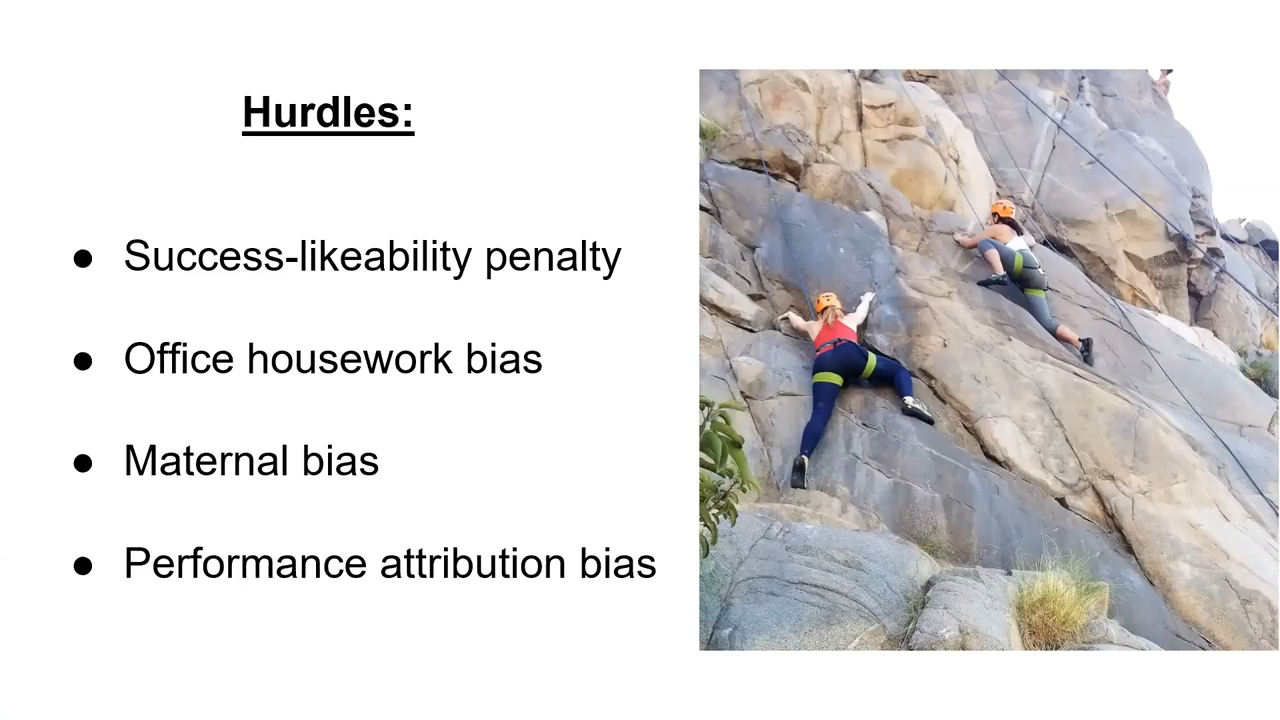 Hurdles:
● Success-likeability penalty
● Office housework bias
● Maternal bias
● Performance attribution bias